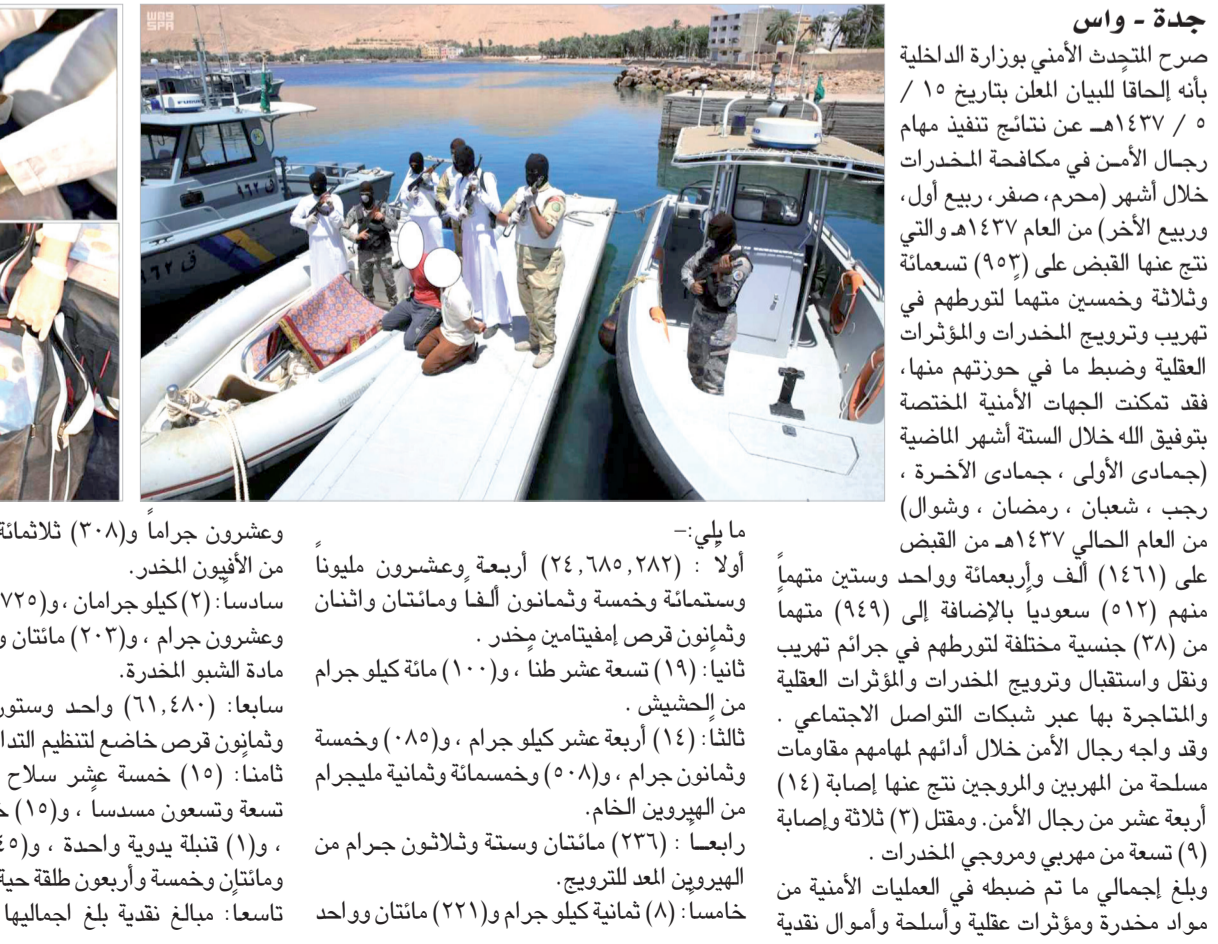 جدة - واس
صرح المتحدث الأمني بوزارة الداخلية
بأنه إلحاقاً للبيان المعلن بتاريخ ١٥ /
٥ / ١٤٣٧هـ عن نتائج تنفيذ مهام
رجال الأمن في مكافحة المخدرات
خلال أشهر (محرم، صفر، ربيع أول،
وربيع الأخر) من العام ١٤٣٧هـ والتي
نتج عنها القبض على (٩٥٣) تسعمائة
وثلاثة وخمسين متهماً لتورطهم في
تهريب وترويج المخدرات والمؤثرات
العقلية وضبط ما في حوزتهم منها،
فقد تمكنت الجهات الأمنية المختصة
بتوفيق الله خلال الستة أشهر الماضية
(جمادى الأولى ، جمادى الآخرة ،
رجب ، شعبان ، رمضان ، وشوال)
من العام الحالي ١٤٣٧هـ من القبض
على (١٤٦١) ألف وأربعمائة وواحد وستين متهماً
منهم (٥١٢) سعودياً بالإضافة إلى (٩٤٩) متهماً
من (٣٨) جنسية مختلفة لتورطهم في جرائم تهريب
ونقل واستقبال وترويج المخدرات والمؤثرات العقلية
والمتاجرة بها عبر شبكات التواصل الاجتماعي .
وقد واجه رجال الأمن خلال أدائهم لمهامهم مقاومات
مسلحة من المهربين والمروجين نتج عنها إصابة (١٤)
أربعة عشر من رجال الأمن. ومقتل (٣) ثلاثة وإصابة
(٩) تسعة من مهربي ومروجي المخدرات .
وبلغ إجمالي ما تم ضبطه في العمليات الأمنية من
مواد مخدرة ومؤثرات عقلية وأسلحة وأموال نقدية
ما يلي:–
أولاً : (٢٤,٦٨٥,٢٨٢) أربعة وعشرون مليوناً
وستمائة وخمسة وثمانون ألفاً ومائتان واثنان
وثمانون قرص إمفيتامين مخدر .
ثانياً: (١٩) تسعة عشر طناً ، و(١٠٠) مائة كيلو جرام
من الحشيش .
ثالثاً: (١٤) أربعة عشر كيلو جرام ، و(٠٨٥) وخمسة
وثمانون جرام ، و(٥٠٨) وخمسمائة وثمانية مليجرام
من الهيروين الخام.
رابعــا : (٢٣٦) مائتان وستة وثلاثون جرام من
الهيروين المعد للترويج.
خامساً: (٨) ثمانية كيلو جرام و(٢٢١) مائتان وواحد
وعشرون جراماً و(٣٠٨) ثلاثمائة
من الأفيون المخدر.
سادساً: (٢) كيلو جرامان ، و(٧٢٥
وعشرون جرام ، و(٢٠٣) مائتان و
مادة الشبو المخدرة.
سابعاً: (٦١,٤٨٠) واحد وستون
وثمانون قرص خاضع لتنظيم التدا
ثامناً: (١٥) خمسة عشر سلاح
تسعة وتسعون مسدساً ، و(١٥) خ
، و(١) قنبلة يدوية واحدة ، و(٤٥
ومائتان وخمسة وأربعون طلقة حية
تاسعاً: مبالغ نقدية بلغ اجماليها
واس
SPA
FURUNO
ق ٩٦٢
ق ٩٦٢